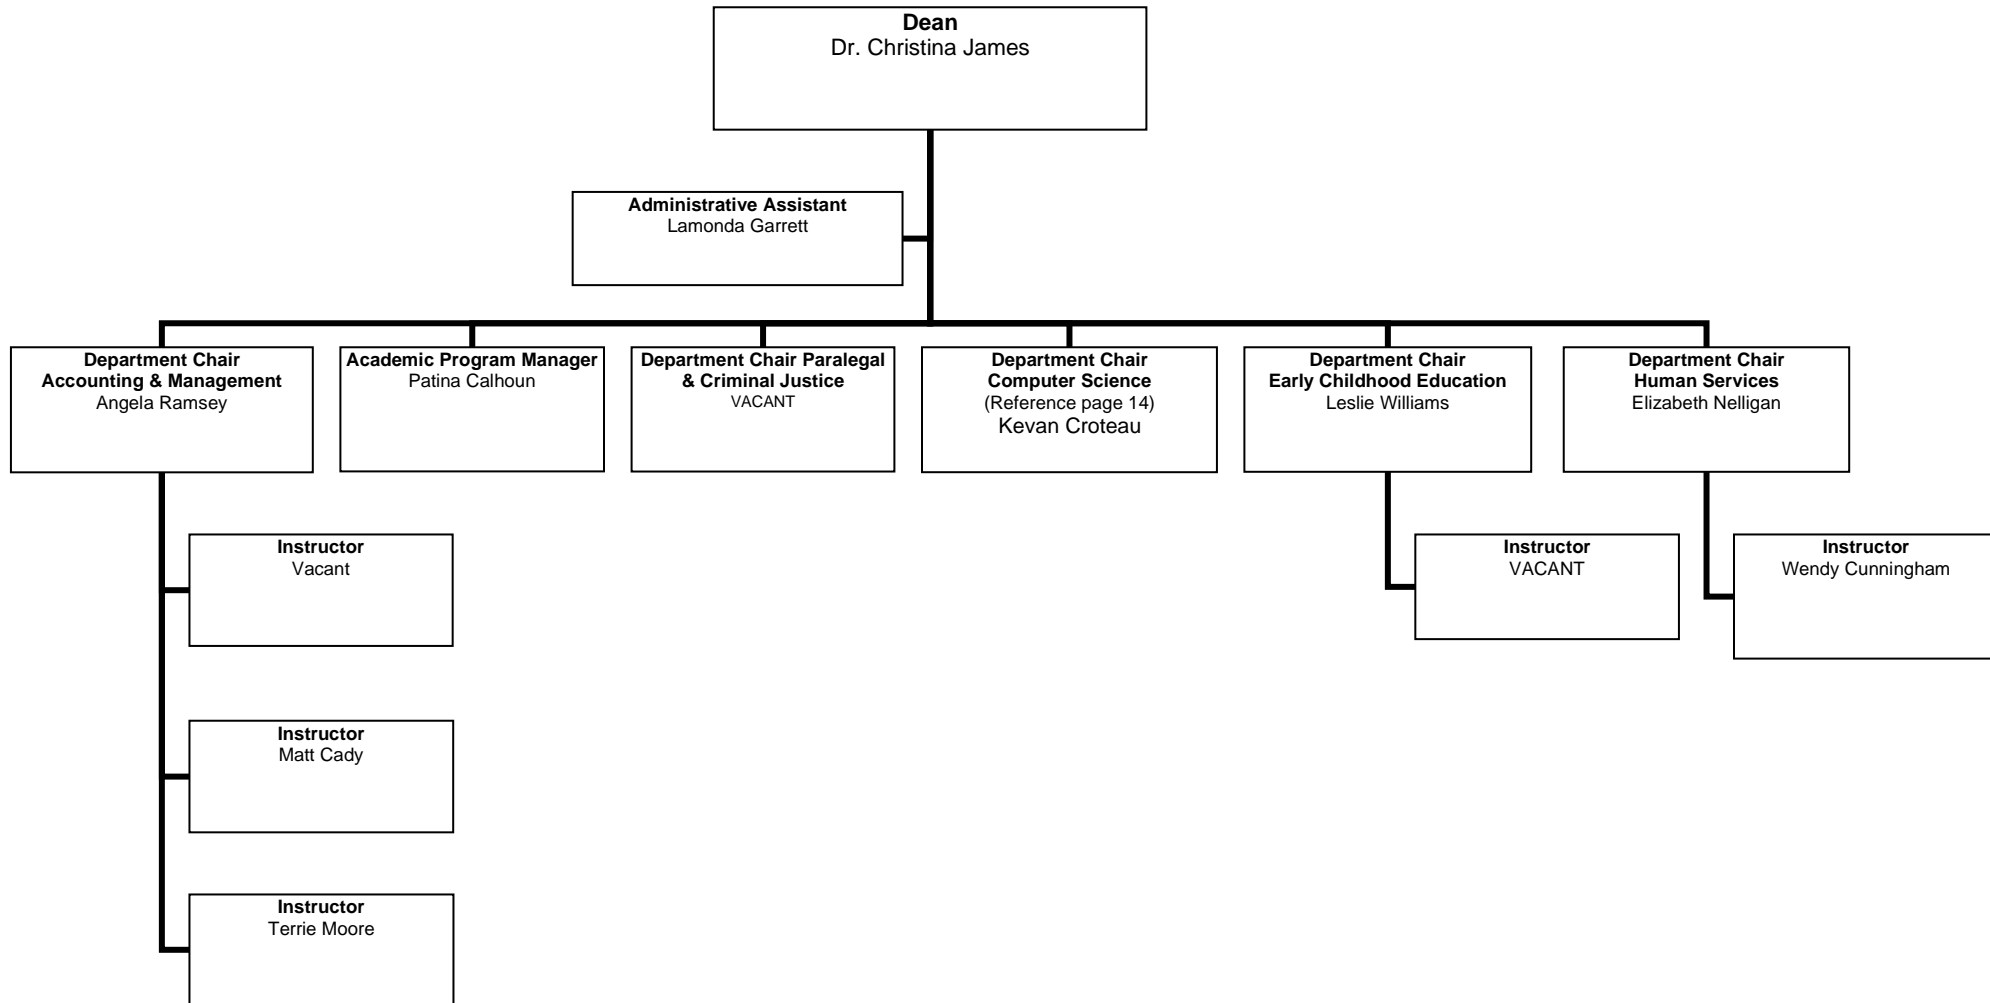 Dean
Dr. Christina James
Administrative Assistant
Lamonda Garrett
Department Chair
Accounting & Management
Angela Ramsey
Academic Program Manager
Patina Calhoun
Department Chair Paralegal
& Criminal Justice
VACANT
Department Chair
Computer Science
(Reference page 14)
Kevan Croteau
Department Chair
Early Childhood Education
Leslie Williams
Department Chair
Human Services
Elizabeth Nelligan
Instructor
Vacant
Instructor
VACANT
Instructor
Wendy Cunningham
Instructor
Matt Cady
Instructor
Terrie Moore